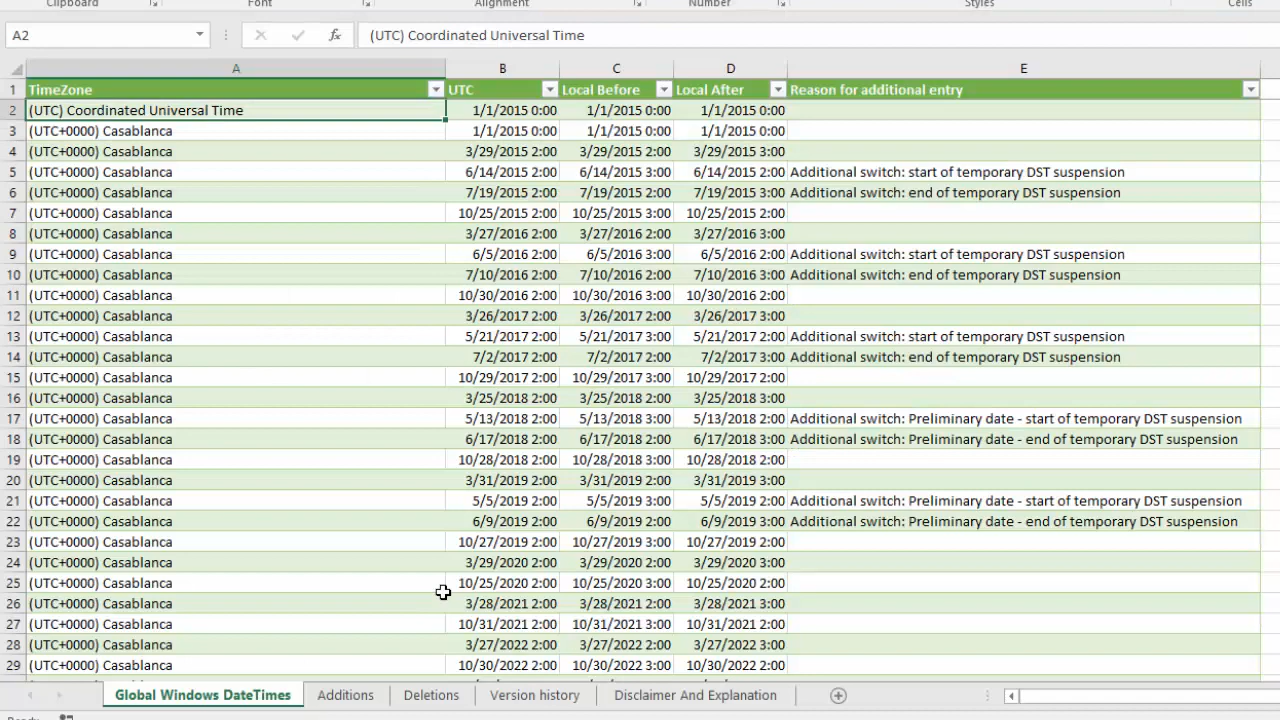 Clipboard Font Alignment Number Styles Cells
A2 fx (UTC) Coordinated Universal Time
A B C D E
1 TimeZone UTC Local Before Local After Reason for additional entry
2 (UTC) Coordinated Universal Time 1/1/2015 0:00 1/1/2015 0:00 1/1/2015 0:00
3 (UTC+0000) Casablanca 1/1/2015 0:00 1/1/2015 0:00 1/1/2015 0:00
4 (UTC+0000) Casablanca 3/29/2015 2:00 3/29/2015 2:00 3/29/2015 3:00
5 (UTC+0000) Casablanca 6/14/2015 2:00 6/14/2015 3:00 6/14/2015 2:00 Additional switch: start of temporary DST suspension
6 (UTC+0000) Casablanca 7/19/2015 2:00 7/19/2015 2:00 7/19/2015 3:00 Additional switch: end of temporary DST suspension
7 (UTC+0000) Casablanca 10/25/2015 2:00 10/25/2015 3:00 10/25/2015 2:00
8 (UTC+0000) Casablanca 3/27/2016 2:00 3/27/2016 2:00 3/27/2016 3:00
9 (UTC+0000) Casablanca 6/5/2016 2:00 6/5/2016 3:00 6/5/2016 2:00 Additional switch: start of temporary DST suspension
10 (UTC+0000) Casablanca 7/10/2016 2:00 7/10/2016 2:00 7/10/2016 3:00 Additional switch: end of temporary DST suspension
11 (UTC+0000) Casablanca 10/30/2016 2:00 10/30/2016 3:00 10/30/2016 2:00
12 (UTC+0000) Casablanca 3/26/2017 2:00 3/26/2017 2:00 3/26/2017 3:00
13 (UTC+0000) Casablanca 5/21/2017 2:00 5/21/2017 3:00 5/21/2017 2:00 Additional switch: start of temporary DST suspension
14 (UTC+0000) Casablanca 7/2/2017 2:00 7/2/2017 2:00 7/2/2017 3:00 Additional switch: end of temporary DST suspension
15 (UTC+0000) Casablanca 10/29/2017 2:00 10/29/2017 3:00 10/29/2017 2:00
16 (UTC+0000) Casablanca 3/25/2018 2:00 3/25/2018 2:00 3/25/2018 3:00
17 (UTC+0000) Casablanca 5/13/2018 2:00 5/13/2018 3:00 5/13/2018 2:00 Additional switch: Preliminary date - start of temporary DST suspension
18 (UTC+0000) Casablanca 6/17/2018 2:00 6/17/2018 2:00 6/17/2018 3:00 Additional switch: Preliminary date - end of temporary DST suspension
19 (UTC+0000) Casablanca 10/28/2018 2:00 10/28/2018 3:00 10/28/2018 2:00
20 (UTC+0000) Casablanca 3/31/2019 2:00 3/31/2019 2:00 3/31/2019 3:00
21 (UTC+0000) Casablanca 5/5/2019 2:00 5/5/2019 3:00 5/5/2019 2:00 Additional switch: Preliminary date - start of temporary DST suspension
22 (UTC+0000) Casablanca 6/9/2019 2:00 6/9/2019 2:00 6/9/2019 3:00 Additional switch: Preliminary date - end of temporary DST suspension
23 (UTC+0000) Casablanca 10/27/2019 2:00 10/27/2019 3:00 10/27/2019 2:00
24 (UTC+0000) Casablanca 3/29/2020 2:00 3/29/2020 2:00 3/29/2020 3:00
25 (UTC+0000) Casablanca 10/25/2020 2:00 10/25/2020 3:00 10/25/2020 2:00
26 (UTC+0000) Casablanca 3/28/2021 2:00 3/28/2021 2:00 3/28/2021 3:00
27 (UTC+0000) Casablanca 10/31/2021 2:00 10/31/2021 3:00 10/31/2021 2:00
28 (UTC+0000) Casablanca 3/27/2022 2:00 3/27/2022 2:00 3/27/2022 3:00
29 (UTC+0000) Casablanca 10/30/2022 2:00 10/30/2022 3:00 10/30/2022 2:00
Global Windows DateTimes Additions Deletions Version history Disclaimer And Explanation